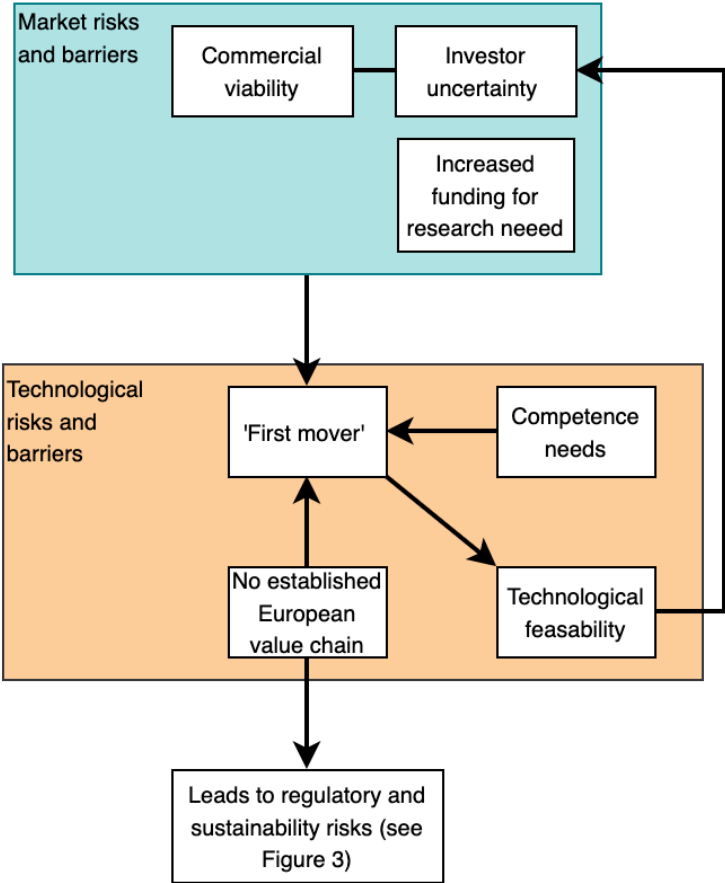 Market risks
and barriers
Commercial
viability
Investor
uncertainty
Increased
funding for
research neeed
Technological
risks and
barriers
'First mover'
Competence
needs
No established
European
value chain
Technological
feasability
Leads to regulatory and
sustainability risks (see
Figure 3)